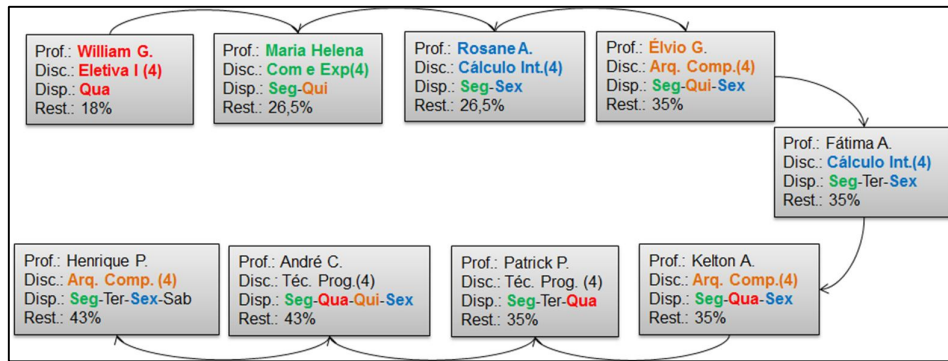 Prof.: William G.
Disc.: Eletiva I (4)
Disp.: Qua
Rest.: 18%
Prof.: Maria Helena
Disc.: Com e Exp(4)
Disp.: Seg-Qui
Rest.: 26,5%
Prof.: Rosane A.
Disc.: Cálculo Int.(4)
Disp.: Seg-Sex
Rest.: 26,5%
Prof.: Élvio G.
Disc.: Arq. Comp.(4)
Disp.: Seg-Qui-Sex
Rest.: 35%
Prof.: Fátima A.
Disc.: Cálculo Int.(4)
Disp.: Seg-Ter-Sex
Rest.: 35%
Prof.: Kelton A.
Disc.: Arq. Comp.(4)
Disp.: Seg-Qua-Sex
Rest.: 35%
Prof.: Patrick P.
Disc.: Téc. Prog. (4)
Disp.: Seg-Ter-Qua
Rest.: 35%
Prof.: André C.
Disc.: Téc. Prog.(4)
Disp.: Seg-Qua-Qui-Sex
Rest.: 43%
Prof.: Henrique P.
Disc.: Arq. Comp. (4)
Disp.: Seg-Ter-Sex-Sab
Rest.: 43%